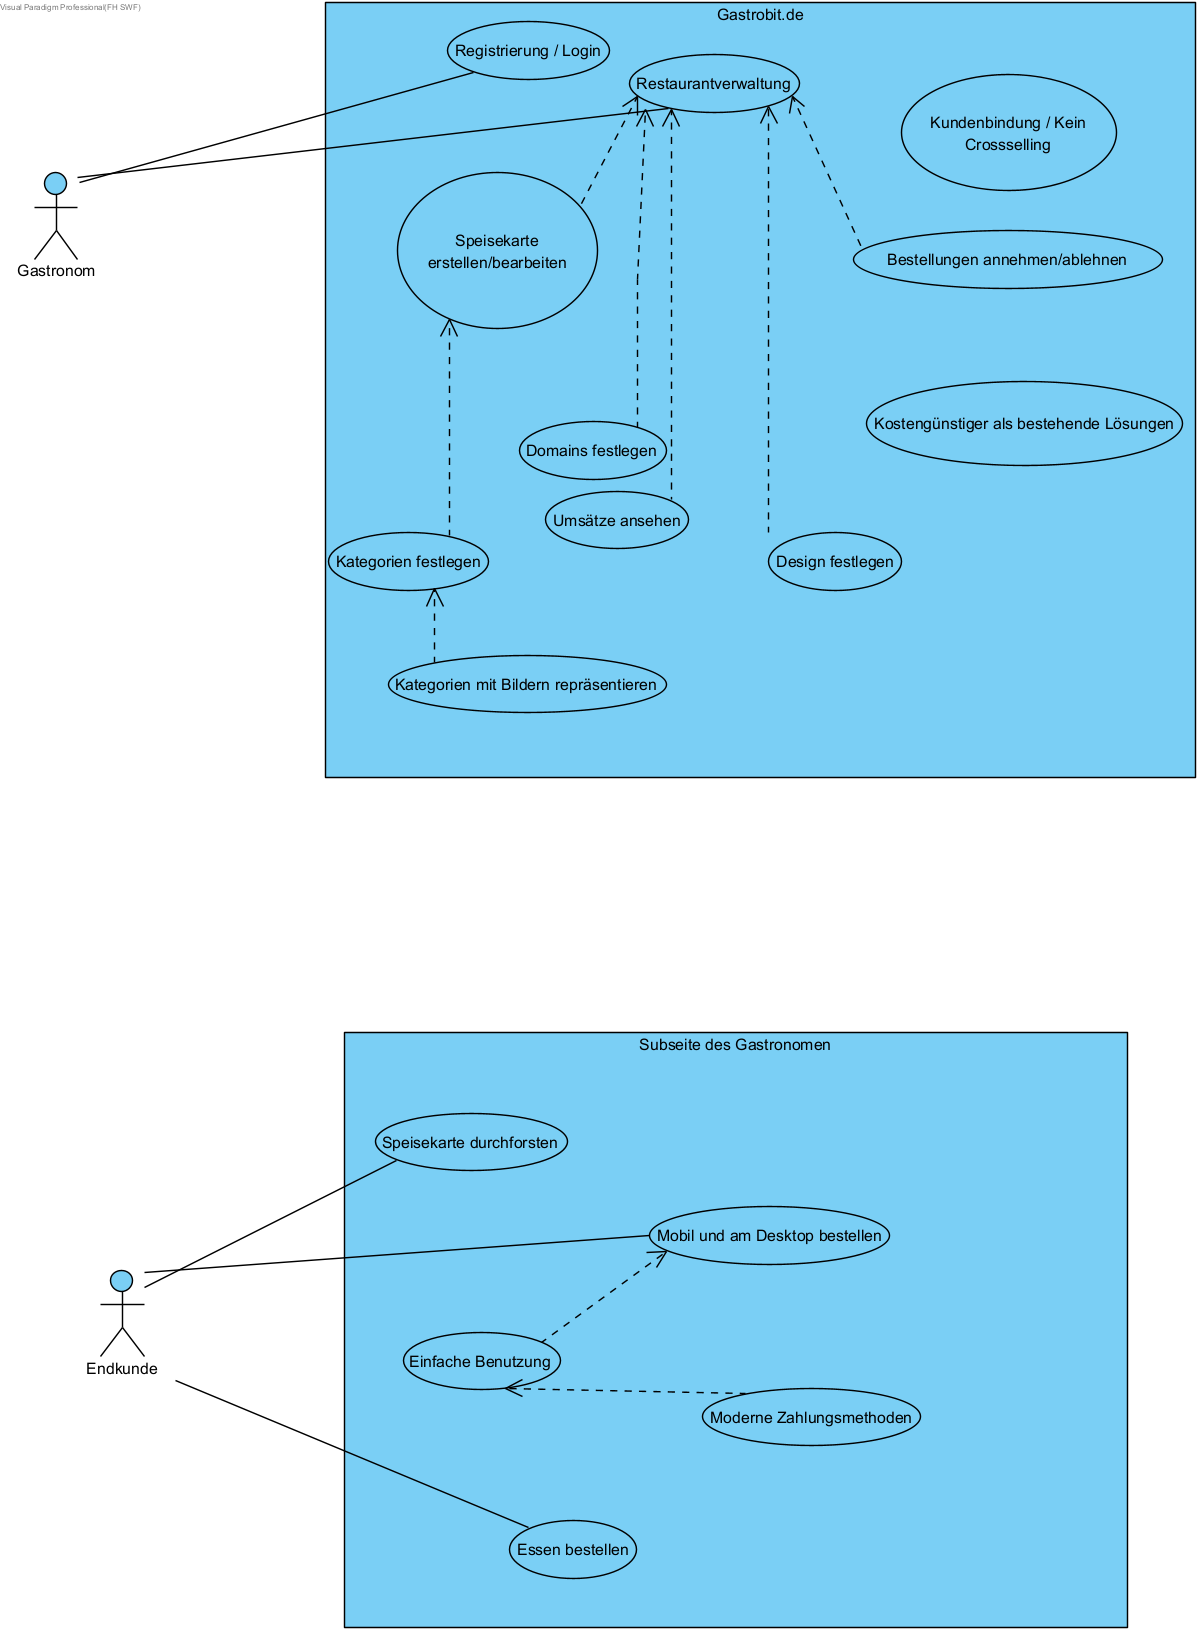 Visual Paradigm Professional(FH SWF)
Gastrobit.de
Registrierung / Login
Restaurantverwaltung
Kundenbindung / Kein
Crossselling
Speisekarte
erstellen/bearbeiten
Bestellungen annehmen/ablehnen
Gastronom
Kostengünstiger als bestehende Lösungen
Domains festlegen
Umsätze ansehen
Kategorien festlegen
Design festlegen
Kategorien mit Bildern repräsentieren
Subseite des Gastronomen
Speisekarte durchforsten
Mobil und am Desktop bestellen
Einfache Benutzung
Endkunde
Moderne Zahlungsmethoden
Essen bestellen